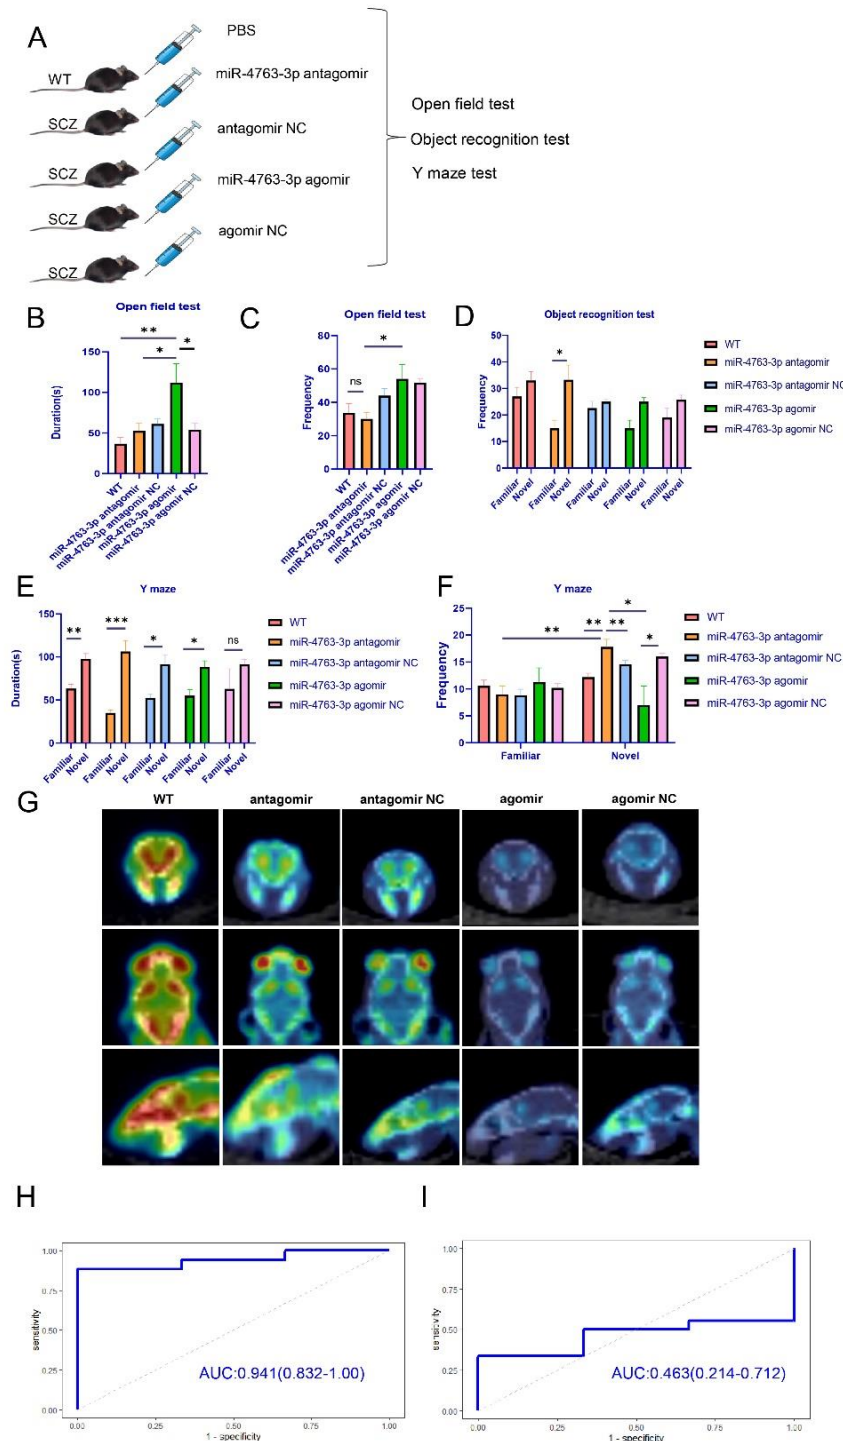 A
PBS
WT
miR-4763-3p antagomir
SCZ
antagomir NC
SCZ
miR-4763-3p agomir
SCZ
agomir NC
SCZ
Open field test
Object recognition test
Y maze test
B
Open field test
**
*
*
Duration(s)
150
100
50
0
WT
miR-4763-3p antagomir
miR-4763-3p antagomir NC
miR-4763-3p agomir
miR-4763-3p agomir NC
C
Open field test
*
ns
Frequency
80
60
40
20
0
WT
miR-4763-3p antagomir
miR-4763-3p antagomir NC
miR-4763-3p agomir
miR-4763-3p agomir NC
D
Object recognition test
*
Frequency
50
40
30
20
10
0
Familiar
Novel
Familiar
Novel
Familiar
Novel
Familiar
Novel
Familiar
Novel
WT
miR-4763-3p antagomir
miR-4763-3p antagomir NC
miR-4763-3p agomir
miR-4763-3p agomir NC
E
Y maze
**
***
*
*
ns
Duration(s)
150
100
50
0
Familiar
Novel
Familiar
Novel
Familiar
Novel
Familiar
Novel
Familiar
Novel
WT
miR-4763-3p antagomir
miR-4763-3p antagomir NC
miR-4763-3p agomir
miR-4763-3p agomir NC
F
Y maze
*
**
**
**
*
Frequency
25
20
15
10
5
0
Familiar
Novel
WT
miR-4763-3p antagomir
miR-4763-3p antagomir NC
miR-4763-3p agomir
miR-4763-3p agomir NC
G
WT
antagomir
antagomir NC
agomir
agomir NC
H
sensitivity
1.00
0.75
0.50
0.25
0.00
AUC:0.941(0.832-1.00)
0.00
0.25
0.50
0.75
1.00
1 - specificity
I
sensitivity
1.00
0.75
0.50
0.25
0.00
AUC:0.463(0.214-0.712)
0.00
0.25
0.50
0.75
1.00
1 - specificity